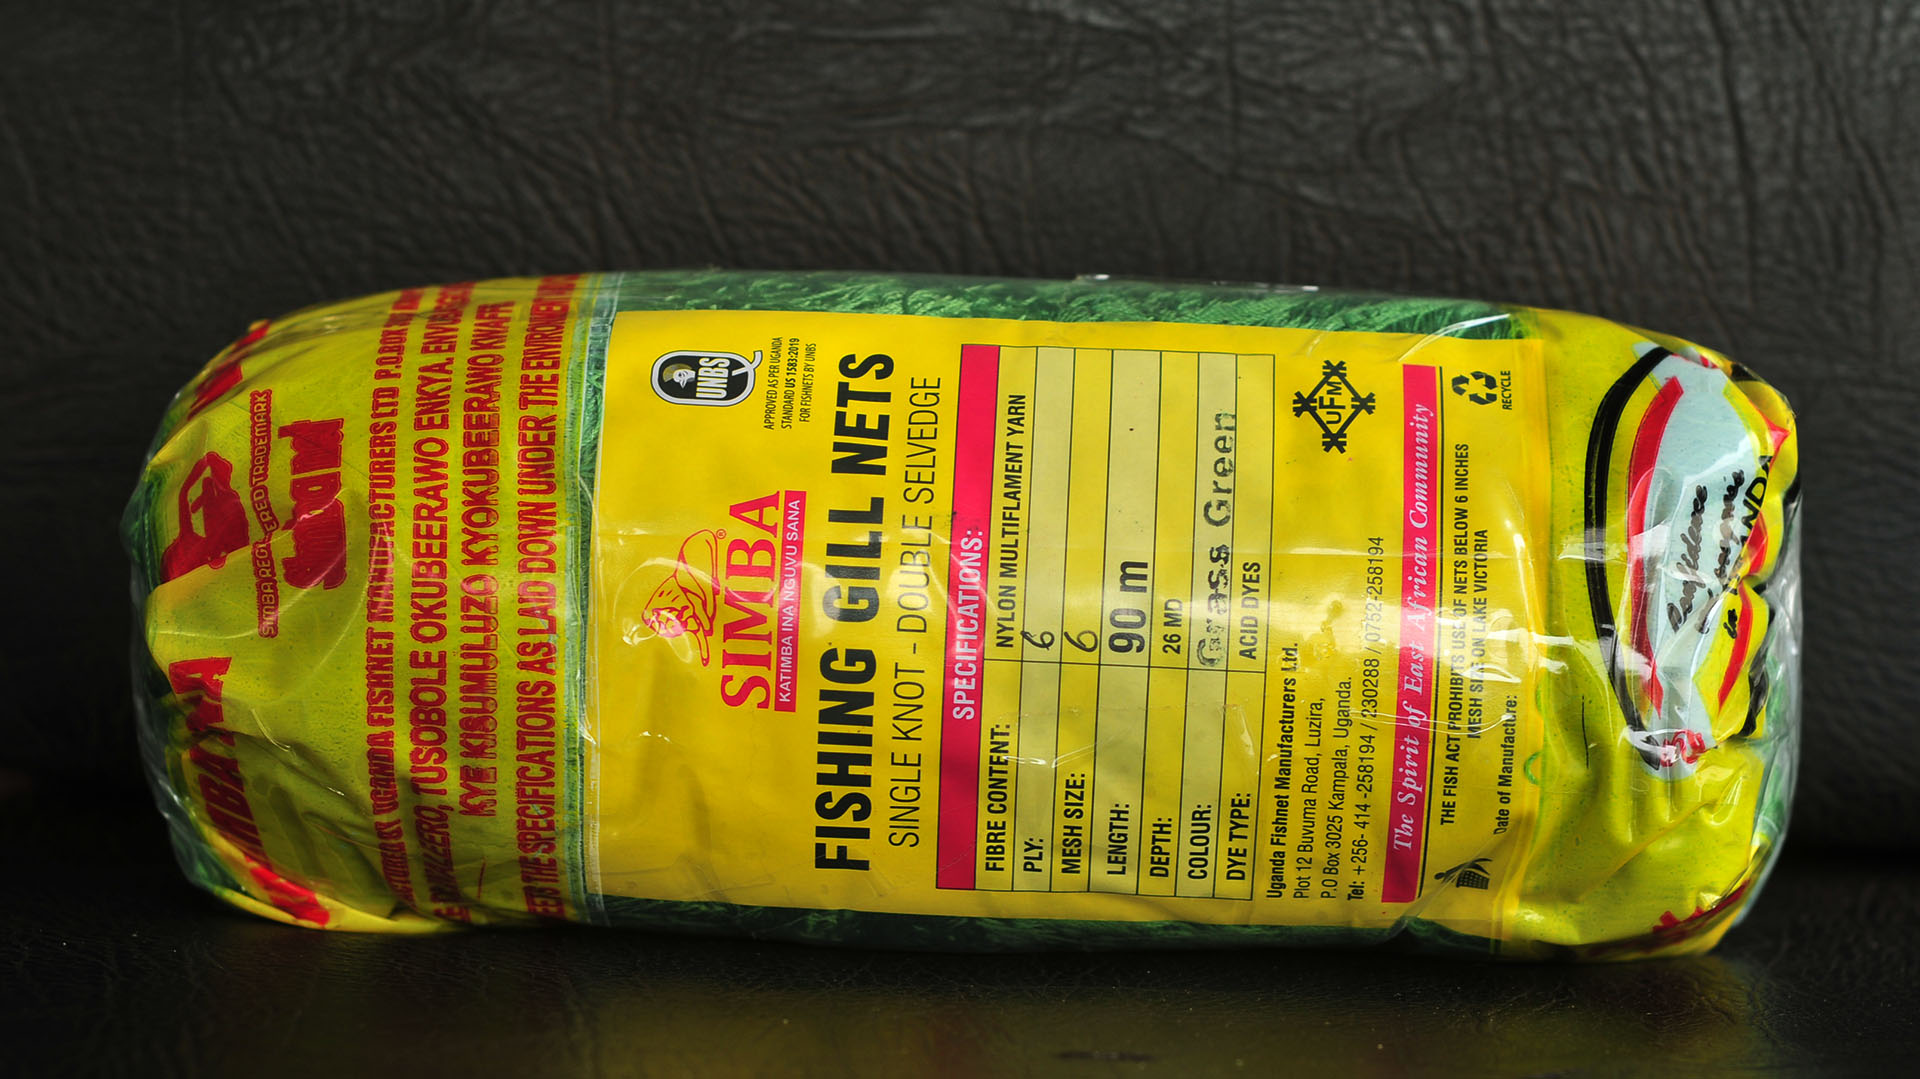 SIMBA REGISTERED TRADEMARK
UGANDA FISHNET MANUFACTURERS LTD P.O.BOX
TUSOBOLE OKUBEERAWO ENKYA.
KYE KISUMULUZO KYOKUBEERAWO KWAFFE
THE SPECIFICATIONS AS LAID DOWN UNDER THE
UNBS
APPROVED AS PER UGANDA
STANDARD US 1583:2019
FOR FISHNETS BY UNBS
SIMBA®
KATIMBA INA NGUVU SANA
FISHING GILL NETS
SINGLE KNOT - DOUBLE SELVEDGE
SPECIFICATIONS:
FIBRE CONTENT: NYLON MULTIFLAMENT YARN
PLY: 6
MESH SIZE: 6
LENGTH: 90 m
DEPTH: 26 MD
COLOUR: Grass Green
DYE TYPE: ACID DYES
UFM
Uganda Fishnet Manufacturers Ltd.
Plot 12 Buvuma Road, Luzira,
P.O Box 3025 Kampala, Uganda.
Tel: +256- 414 -258194 / 230288 / 0752-258194
The Spirit of East African Community
THE FISH ACT PROHIBITS USE OF NETS BELOW 6 INCHES
MESH SIZE ON LAKE VICTORIA
RECYCLE
Date of Manufacture: